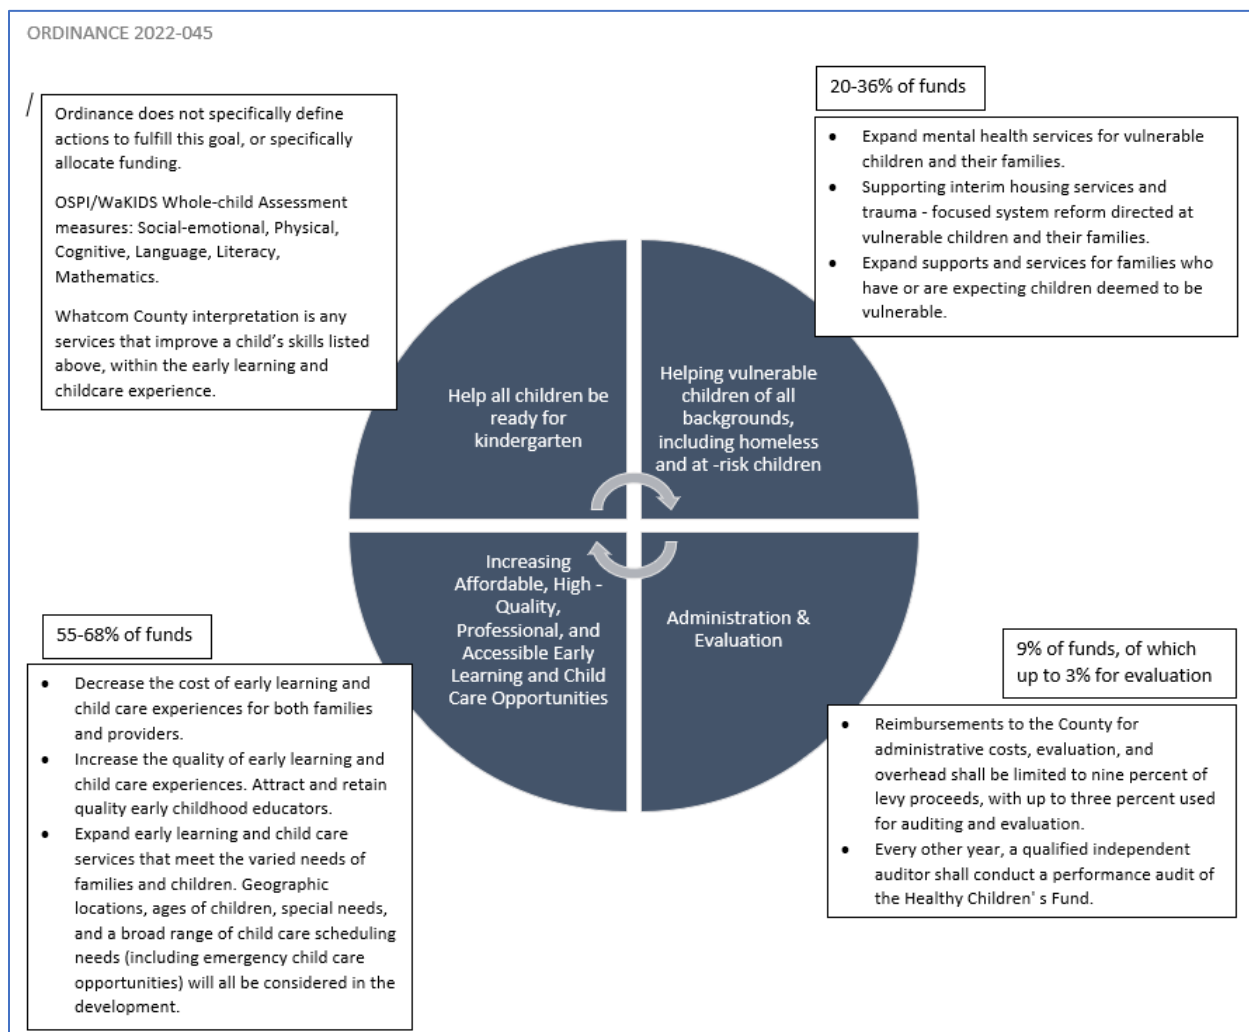 ORDINANCE 2022-045
/
Ordinance does not specifically define
actions to fulfill this goal, or specifically
allocate funding.
OSPI/WaKIDS Whole-child Assessment
measures: Social-emotional, Physical,
Cognitive, Language, Literacy,
Mathematics.
Whatcom County interpretation is any
services that improve a child's skills listed
above, within the early learning and
childcare experience.
20-36% of funds
• Expand mental health services for vulnerable
children and their families.
• Supporting interim housing services and
trauma - focused system reform directed at
vulnerable children and their families.
• Expand supports and services for families who
have or are expecting children deemed to be
vulnerable.
Help all children be
ready for
kindergarten
Helping vulnerable
children of all
backgrounds,
including homeless
and at -risk children
Increasing
Affordable, High -
Quality,
Professional, and
Accessible Early
Learning and Child
Care Opportunities
Administration &
Evaluation
55-68% of funds
• Decrease the cost of early learning and
child care experiences for both families
and providers.
• Increase the quality of early learning and
child care experiences. Attract and retain
quality early childhood educators.
• Expand early learning and child care
services that meet the varied needs of
families and children. Geographic
locations, ages of children, special needs,
and a broad range of child care scheduling
needs (including emergency child care
opportunities) will all be considered in the
development.
9% of funds, of which
up to 3% for evaluation
• Reimbursements to the County for
administrative costs, evaluation, and
overhead shall be limited to nine percent of
levy proceeds, with up to three percent used
for auditing and evaluation.
• Every other year, a qualified independent
auditor shall conduct a performance audit of
the Healthy Children' s Fund.